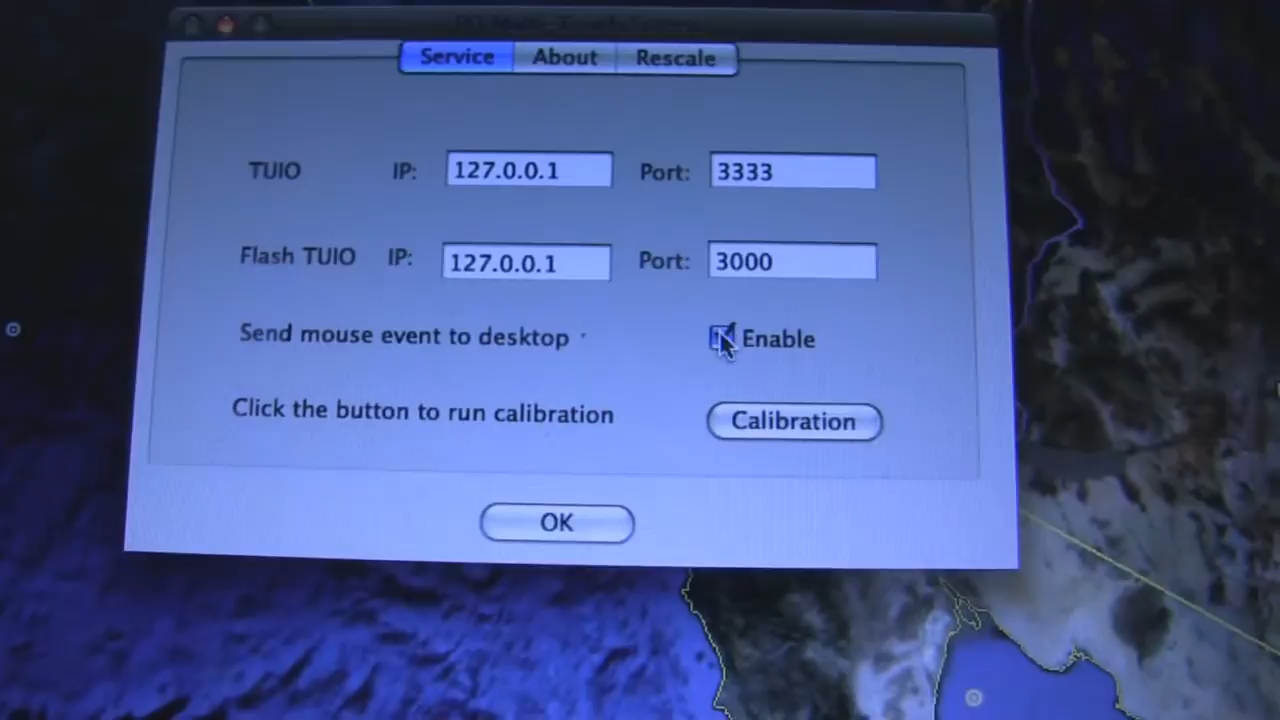 Service About Rescale
TUIO IP: 127.0.0.1 Port: 3333
Flash TUIO IP: 127.0.0.1 Port: 3000
Send mouse event to desktop Enable
Click the button to run calibration Calibration
OK